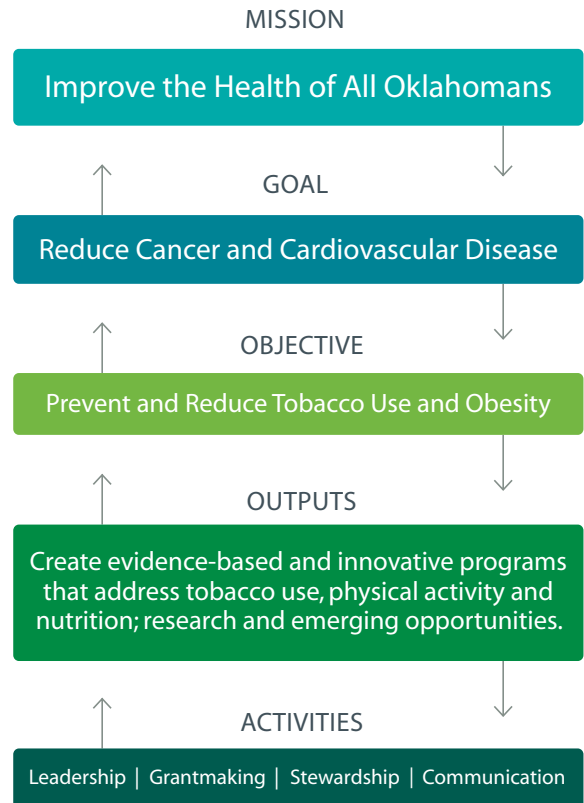 MISSION
Improve the Health of All Oklahomans
GOAL
Reduce Cancer and Cardiovascular Disease
OBJECTIVE
Prevent and Reduce Tobacco Use and Obesity
OUTPUTS
Create evidence-based and innovative programs
that address tobacco use, physical activity and
nutrition; research and emerging opportunities.
ACTIVITIES
Leadership | Grantmaking | Stewardship | Communication